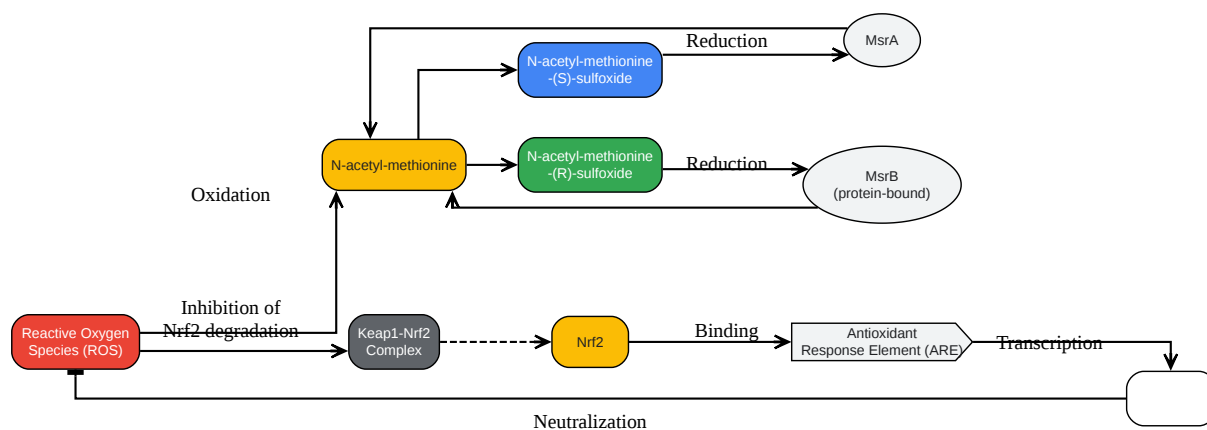 MsrA
Reduction
N-acetyl-methionine
-(S)-sulfoxide
N-acetyl-methionine
N-acetyl-methionine
-(R)-sulfoxide
Reduction
MsrB
(protein-bound)
Oxidation
Inhibition of
Nrf2 degradation
Reactive Oxygen
Species (ROS)
Keap1-Nrf2
Complex
Nrf2
Binding
Antioxidant
Response Element (ARE)
Transcription
Neutralization